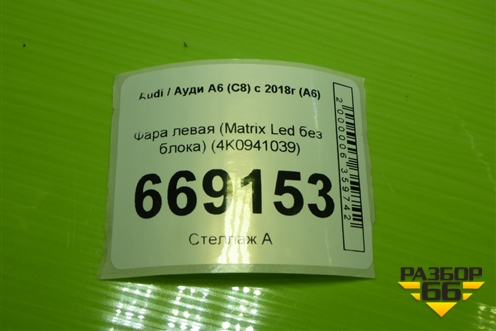 Audi / Ауди А6 (С8) с 2018г (А6)
Фара левая (Matrix Led без
блока) (4K0941039)
669153
Стеллаж А
2000006359742
РАЗБОР
66